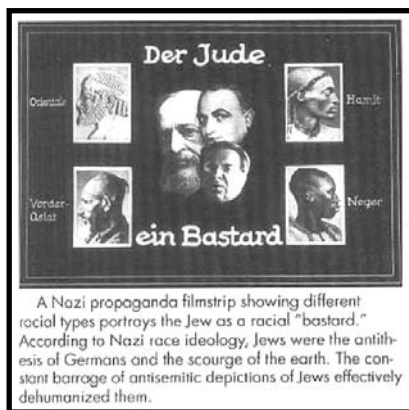 Der Jude
Orientale
Hamit
Vorder-
Asiat
Neger
ein Bastard
A Nazi propaganda filmstrip showing different
racial types portrays the Jew as a racial "bastard."
According to Nazi race ideology, Jews were the antith-
esis of Germans and the scourge of the earth. The con-
stant barrage of antisemitic depictions of Jews effectively
dehumanized them.